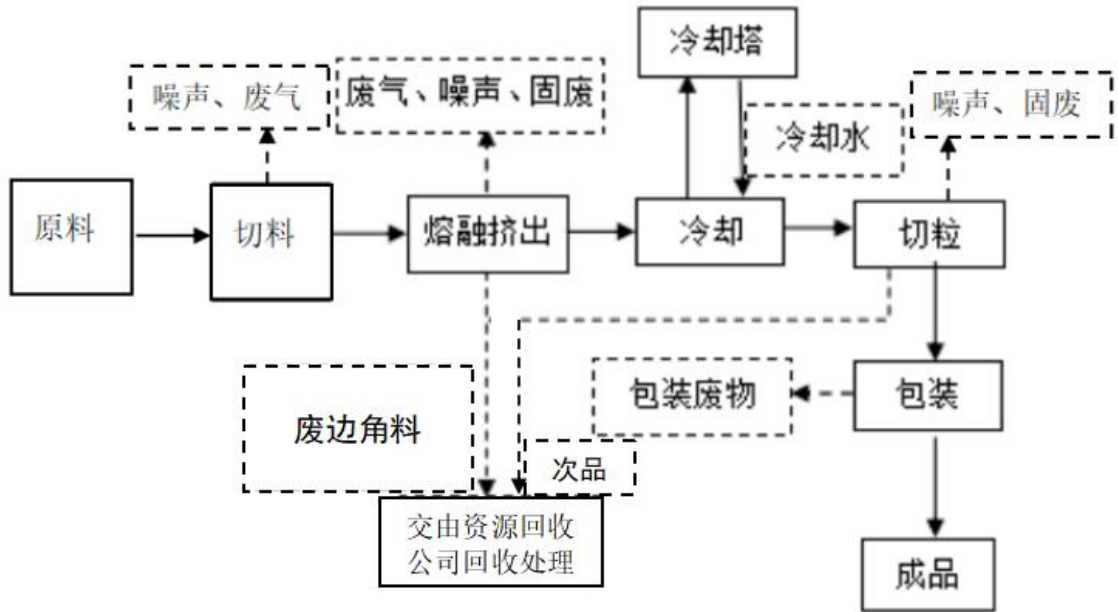 冷却塔
噪声、废气
废气、噪声、固废
冷却水
噪声、固废
原料
切料
熔融挤出
冷却
切粒
废边角料
包装废物
包装
次品
交由资源回收
公司回收处理
成品